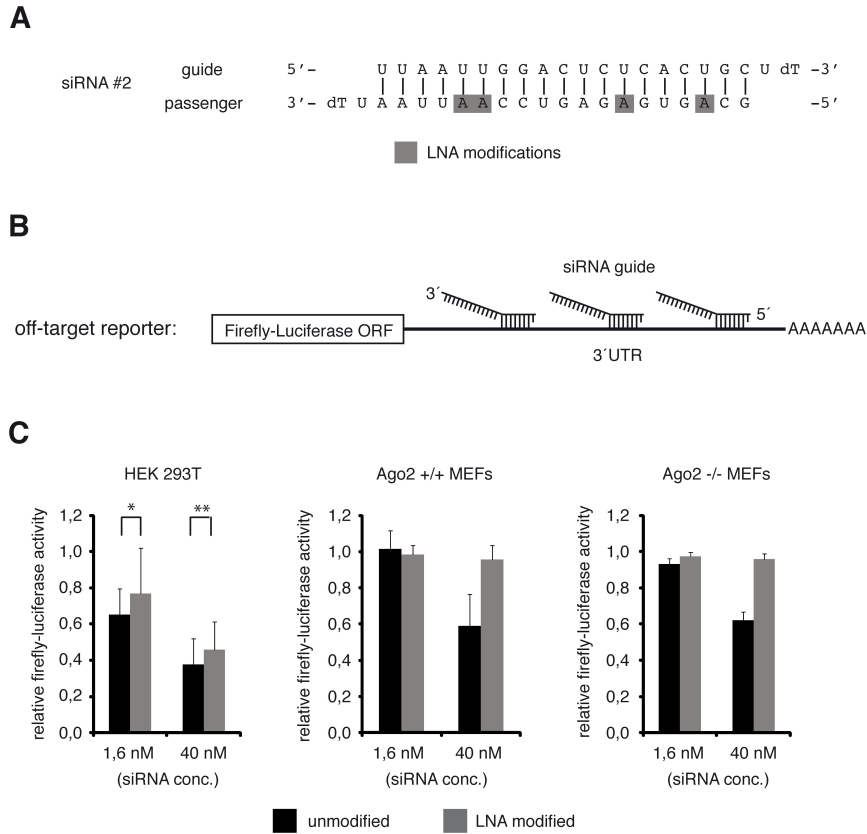 A
siRNA #2
guide 5′– U U A A U U G G A C U C U C A C U G C U dT –3′
passenger 3′– dT U A A U U A A C C U G A G A G U G A C G –5′
LNA modifications
B
siRNA guide
3´
off-target reporter: Firefly-Luciferase ORF 5´ AAAAAAA
3´UTR
C
HEK 293T
relative firefly-luciferase activity
1,2
1,0
0,8
0,6
0,4
0,2
0,0
* **
1,6 nM 40 nM
(siRNA conc.)
Ago2 +/+ MEFs
relative firefly-luciferase activity
1,2
1,0
0,8
0,6
0,4
0,2
0,0
1,6 nM 40 nM
(siRNA conc.)
Ago2 -/- MEFs
relative firefly-luciferase activity
1,2
1,0
0,8
0,6
0,4
0,2
0,0
1,6 nM 40 nM
(siRNA conc.)
unmodified LNA modified